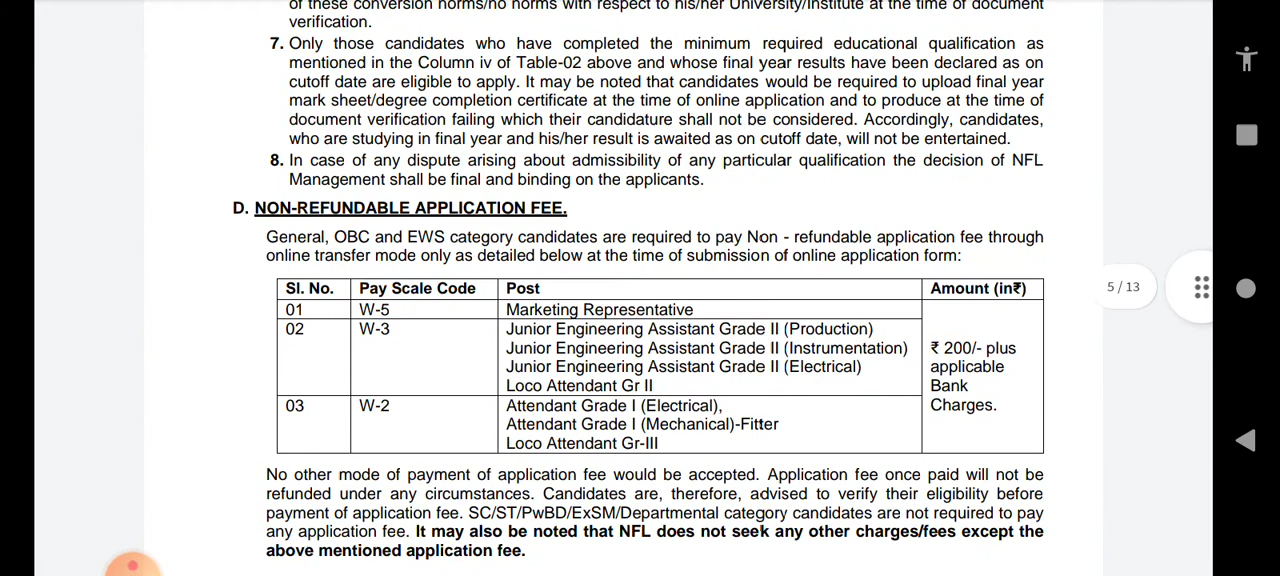 of these conversion norms/no norms with respect to his/her University/Institute at the time of document
verification.
7. Only those candidates who have completed the minimum required educational qualification as
mentioned in the Column iv of Table-02 above and whose final year results have been declared as on
cutoff date are eligible to apply. It may be noted that candidates would be required to upload final year
mark sheet/degree completion certificate at the time of online application and to produce at the time of
document verification failing which their candidature shall not be considered. Accordingly, candidates,
who are studying in final year and his/her result is awaited as on cutoff date, will not be entertained.
8. In case of any dispute arising about admissibility of any particular qualification the decision of NFL
Management shall be final and binding on the applicants.
D. NON-REFUNDABLE APPLICATION FEE.
General, OBC and EWS category candidates are required to pay Non - refundable application fee through
online transfer mode only as detailed below at the time of submission of online application form:
Sl. No. Pay Scale Code Post Amount (in₹)
01 W-5 Marketing Representative
02 W-3 Junior Engineering Assistant Grade II (Production)
Junior Engineering Assistant Grade II (Instrumentation)
Junior Engineering Assistant Grade II (Electrical)
Loco Attendant Gr II
03 W-2 Attendant Grade I (Electrical),
Attendant Grade I (Mechanical)-Fitter
Loco Attendant Gr-III
₹ 200/- plus
applicable
Bank
Charges.
5 / 13
No other mode of payment of application fee would be accepted. Application fee once paid will not be
refunded under any circumstances. Candidates are, therefore, advised to verify their eligibility before
payment of application fee. SC/ST/PwBD/ExSM/Departmental category candidates are not required to pay
any application fee. It may also be noted that NFL does not seek any other charges/fees except the
above mentioned application fee.